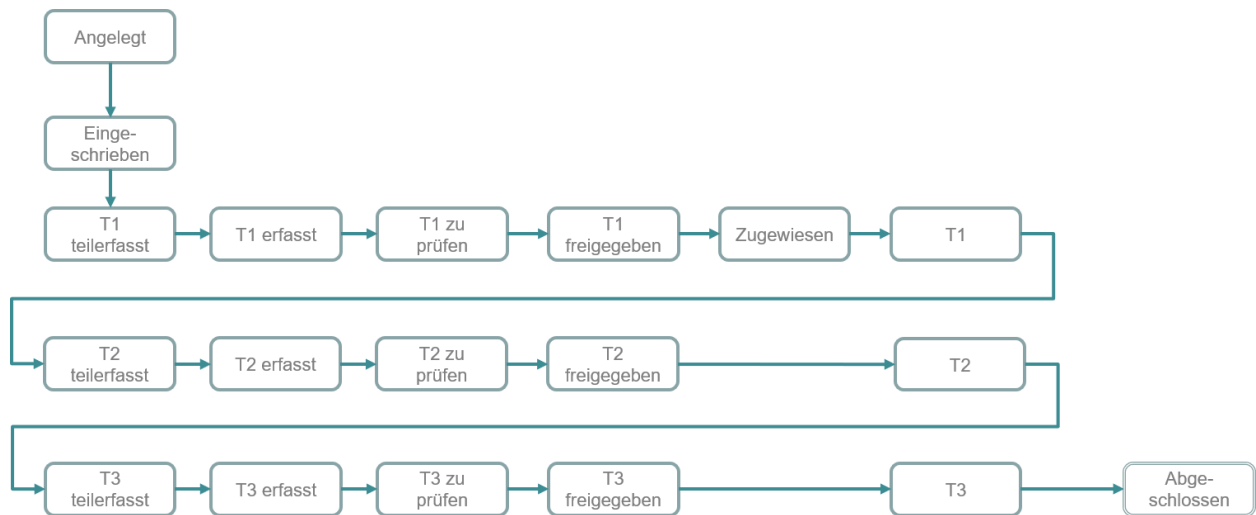 Angelegt
Einge-
schrieben
T1
teilerfasst
T1 erfasst
T1 zu
prüfen
T1
freigegeben
Zugewiesen
T1
T2
teilerfasst
T2 erfasst
T2 zu
prüfen
T2
freigegeben
T2
T3
teilerfasst
T3 erfasst
T3 zu
prüfen
T3
freigegeben
T3
Abge-
schlossen